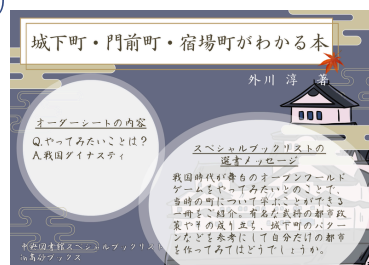 城下町・門前町・宿場町がわかる本
外川 淳 著
オーダーシートの内容
Q.やってみたいことは?
A.戦国ダイナスティ
スペシャルブックリストの
選書メッセージ
戦国時代が舞台のオープンワールド
ゲームをやってみたいとのことで、
当時の町について学ぶことができる
一冊をご紹介。有名な武将の都市政
策や町の成り立ち、城下町のパター
ンなどを参考にして自分だけの都市
を作ってみてはどうでしょうか。
中央図書館スペシャルブックリスト
in高砂ブックス